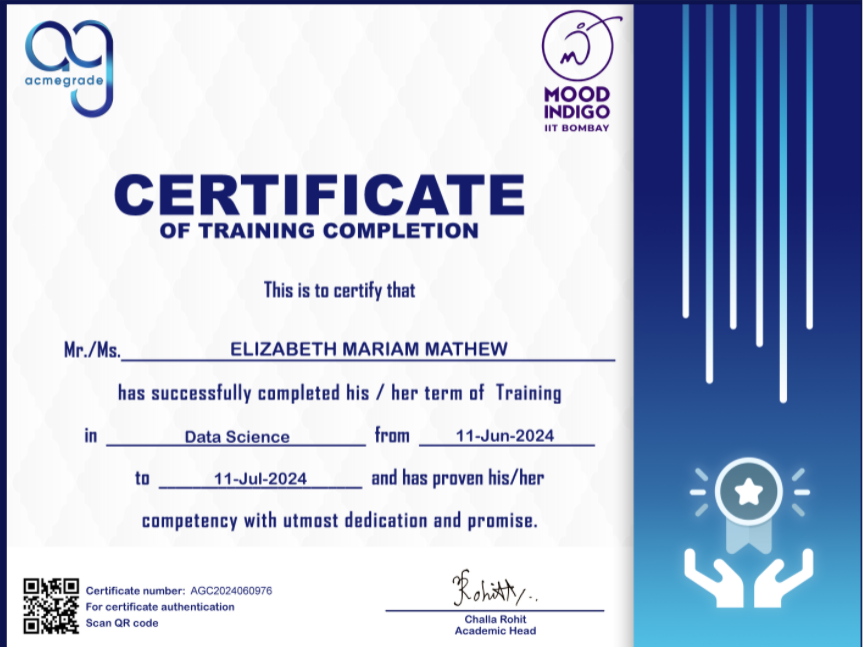 acmegrade
MOOD
INDIGO
IIT BOMBAY
CERTIFICATE
OF TRAINING COMPLETION
This is to certify that
Mr./Ms. ELIZABETH MARIAM MATHEW
has successfully completed his / her term of Training
in Data Science from 11-Jun-2024
to 11-Jul-2024 and has proven his/her
competency with utmost dedication and promise.
Certificate number: AGC2024060976
For certificate authentication
Scan QR code
Challa Rohit
Academic Head